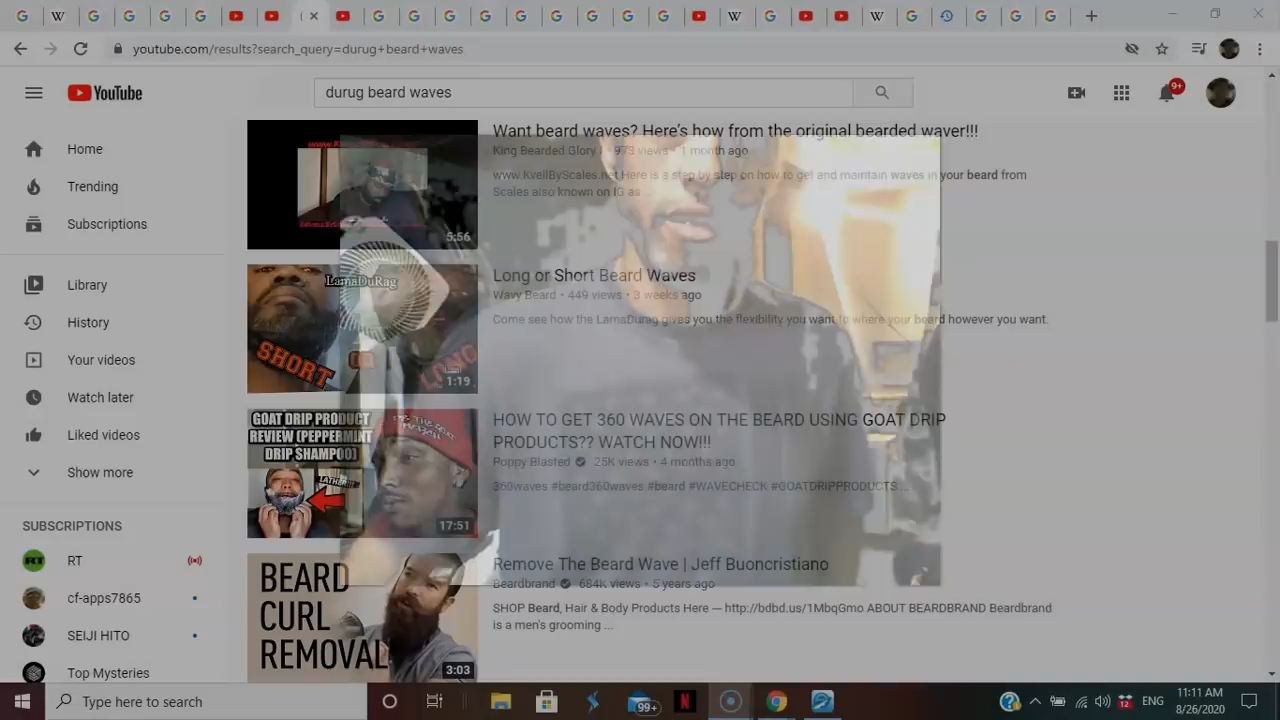 youtube.com/results?search_query=durug+beard+waves
YouTube
durug beard waves
9+
Home
Trending
Subscriptions
Library
History
Your videos
Watch later
Liked videos
Show more
SUBSCRIPTIONS
RT
cf-apps7865
SEIJI HITO
Top Mysteries
5:56
Want beard waves? Here's how from the original bearded waver!!!
King Bearded Glory • 973 views • 1 month ago
www.KveilByScales.net Here is a step by step on how to get and maintain waves in your beard from
Scales also known on IG as ...
LamaDuRag
SHORT
OR
LONG
1:19
Long or Short Beard Waves
Wavy Beard • 449 views • 3 weeks ago
Come see how the LamaDurag gives you the flexibility you want to where your beard however you want.
GOAT DRIP PRODUCT
REVIEW (PEPPERMINT
DRIP SHAMPOO)
LATHER!!!
17:51
HOW TO GET 360 WAVES ON THE BEARD USING GOAT DRIP
PRODUCTS?? WATCH NOW!!!
Poppy Blasted • 25K views • 4 months ago
360waves #beard360waves #beard #WAVECHECK #GOATDRIPPRODUCTS ...
BEARD
CURL
REMOVAL
3:03
Remove The Beard Wave | Jeff Buoncristiano
Beardbrand • 684K views • 5 years ago
SHOP Beard, Hair & Body Products Here — http://bdbd.us/1MbqGmo ABOUT BEARDBRAND Beardbrand
is a men's grooming ...
Type here to search
99+
N
12
ENG
11:11 AM
8/26/2020